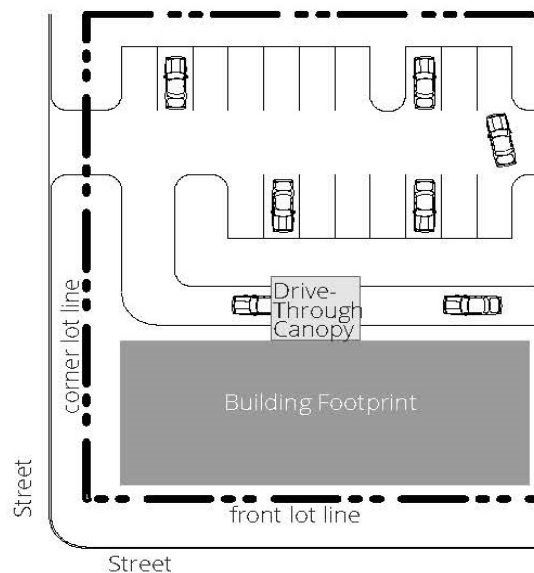 Drive-
Through
Canopy
corner lot line
Building Footprint
Street
front lot line
Street